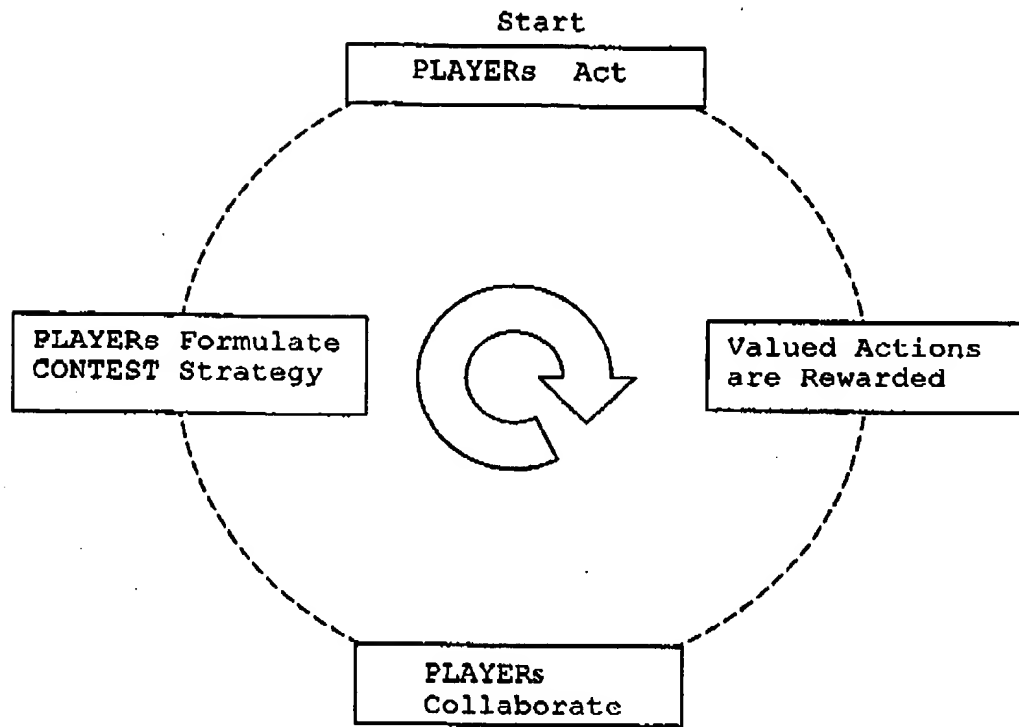 Start
PLAYERs Act
PLAYERs Formulate
CONTEST Strategy
Valued Actions
are Rewarded
PLAYERs
Collaborate